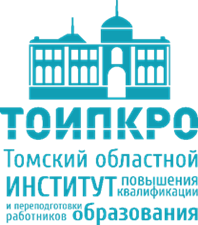 ТОИПКРО
Томский областной
ИНСТИТУТ повышения квалификации
и переподготовки работников образования